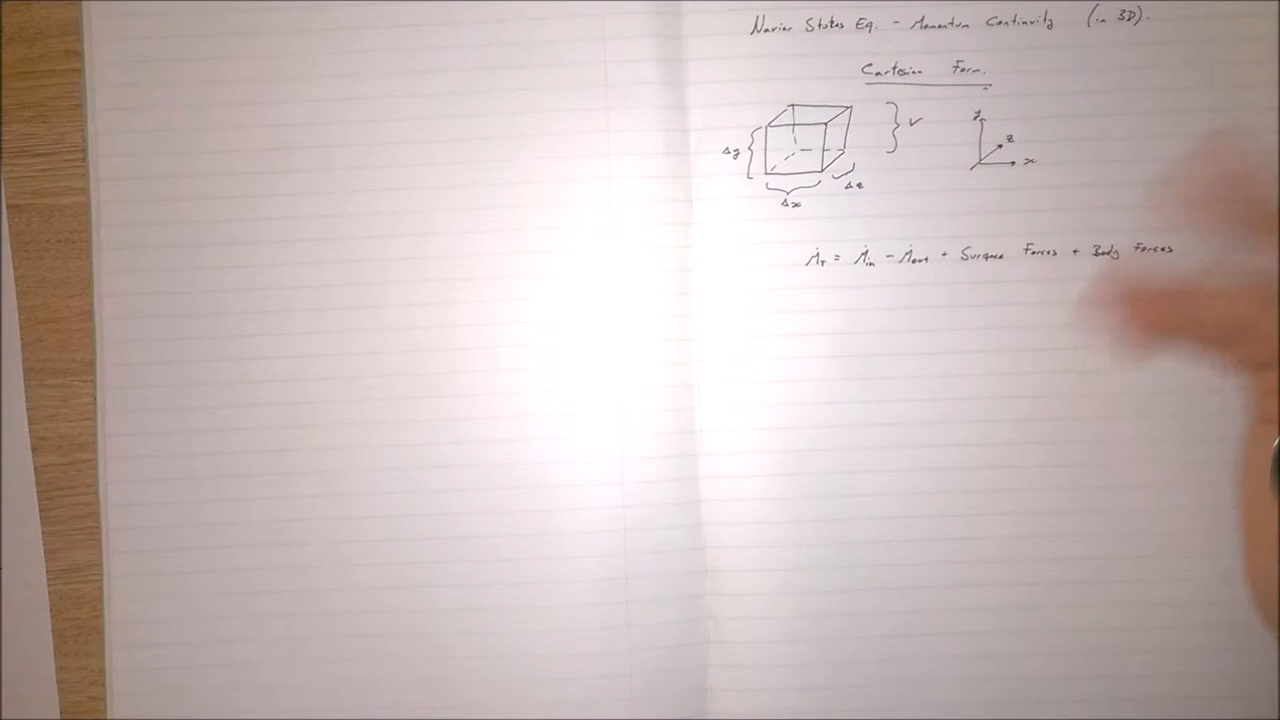 Navier Stokes Eq. - Momentum Continuity (in 3D).
Cartesian Form.
Δy
V
y
z
x
Δz
Δx
Ṁ_T = Ṁ_in - Ṁ_out + Surface Forces + Body Forces